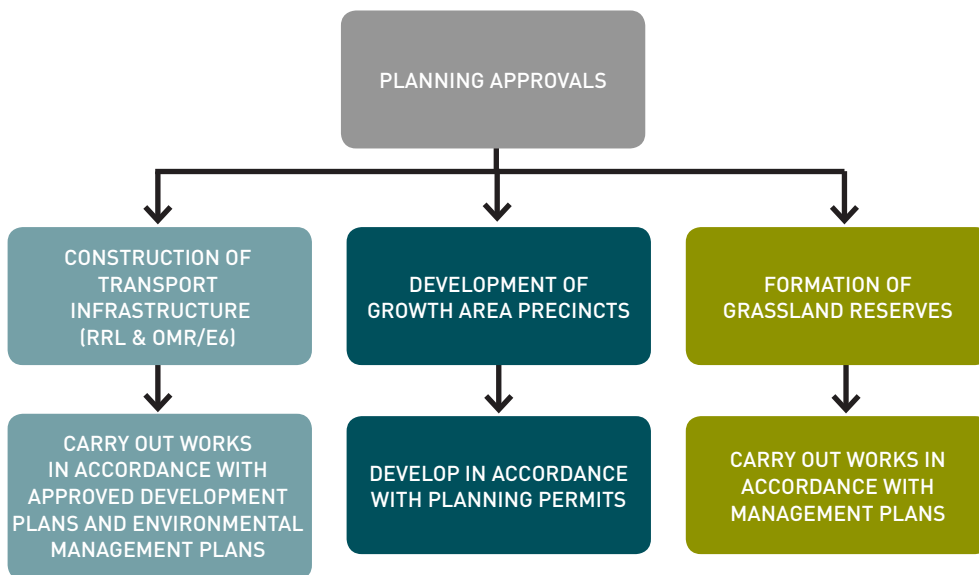 PLANNING APPROVALS
CONSTRUCTION OF
TRANSPORT
INFRASTRUCTURE
(RRL & OMR/E6)
DEVELOPMENT OF
GROWTH AREA PRECINCTS
FORMATION OF
GRASSLAND RESERVES
CARRY OUT WORKS
IN ACCORDANCE WITH
APPROVED DEVELOPMENT
PLANS AND ENVIRONMENTAL
MANAGEMENT PLANS
DEVELOP IN ACCORDANCE
WITH PLANNING PERMITS
CARRY OUT WORKS IN
ACCORDANCE WITH
MANAGEMENT PLANS